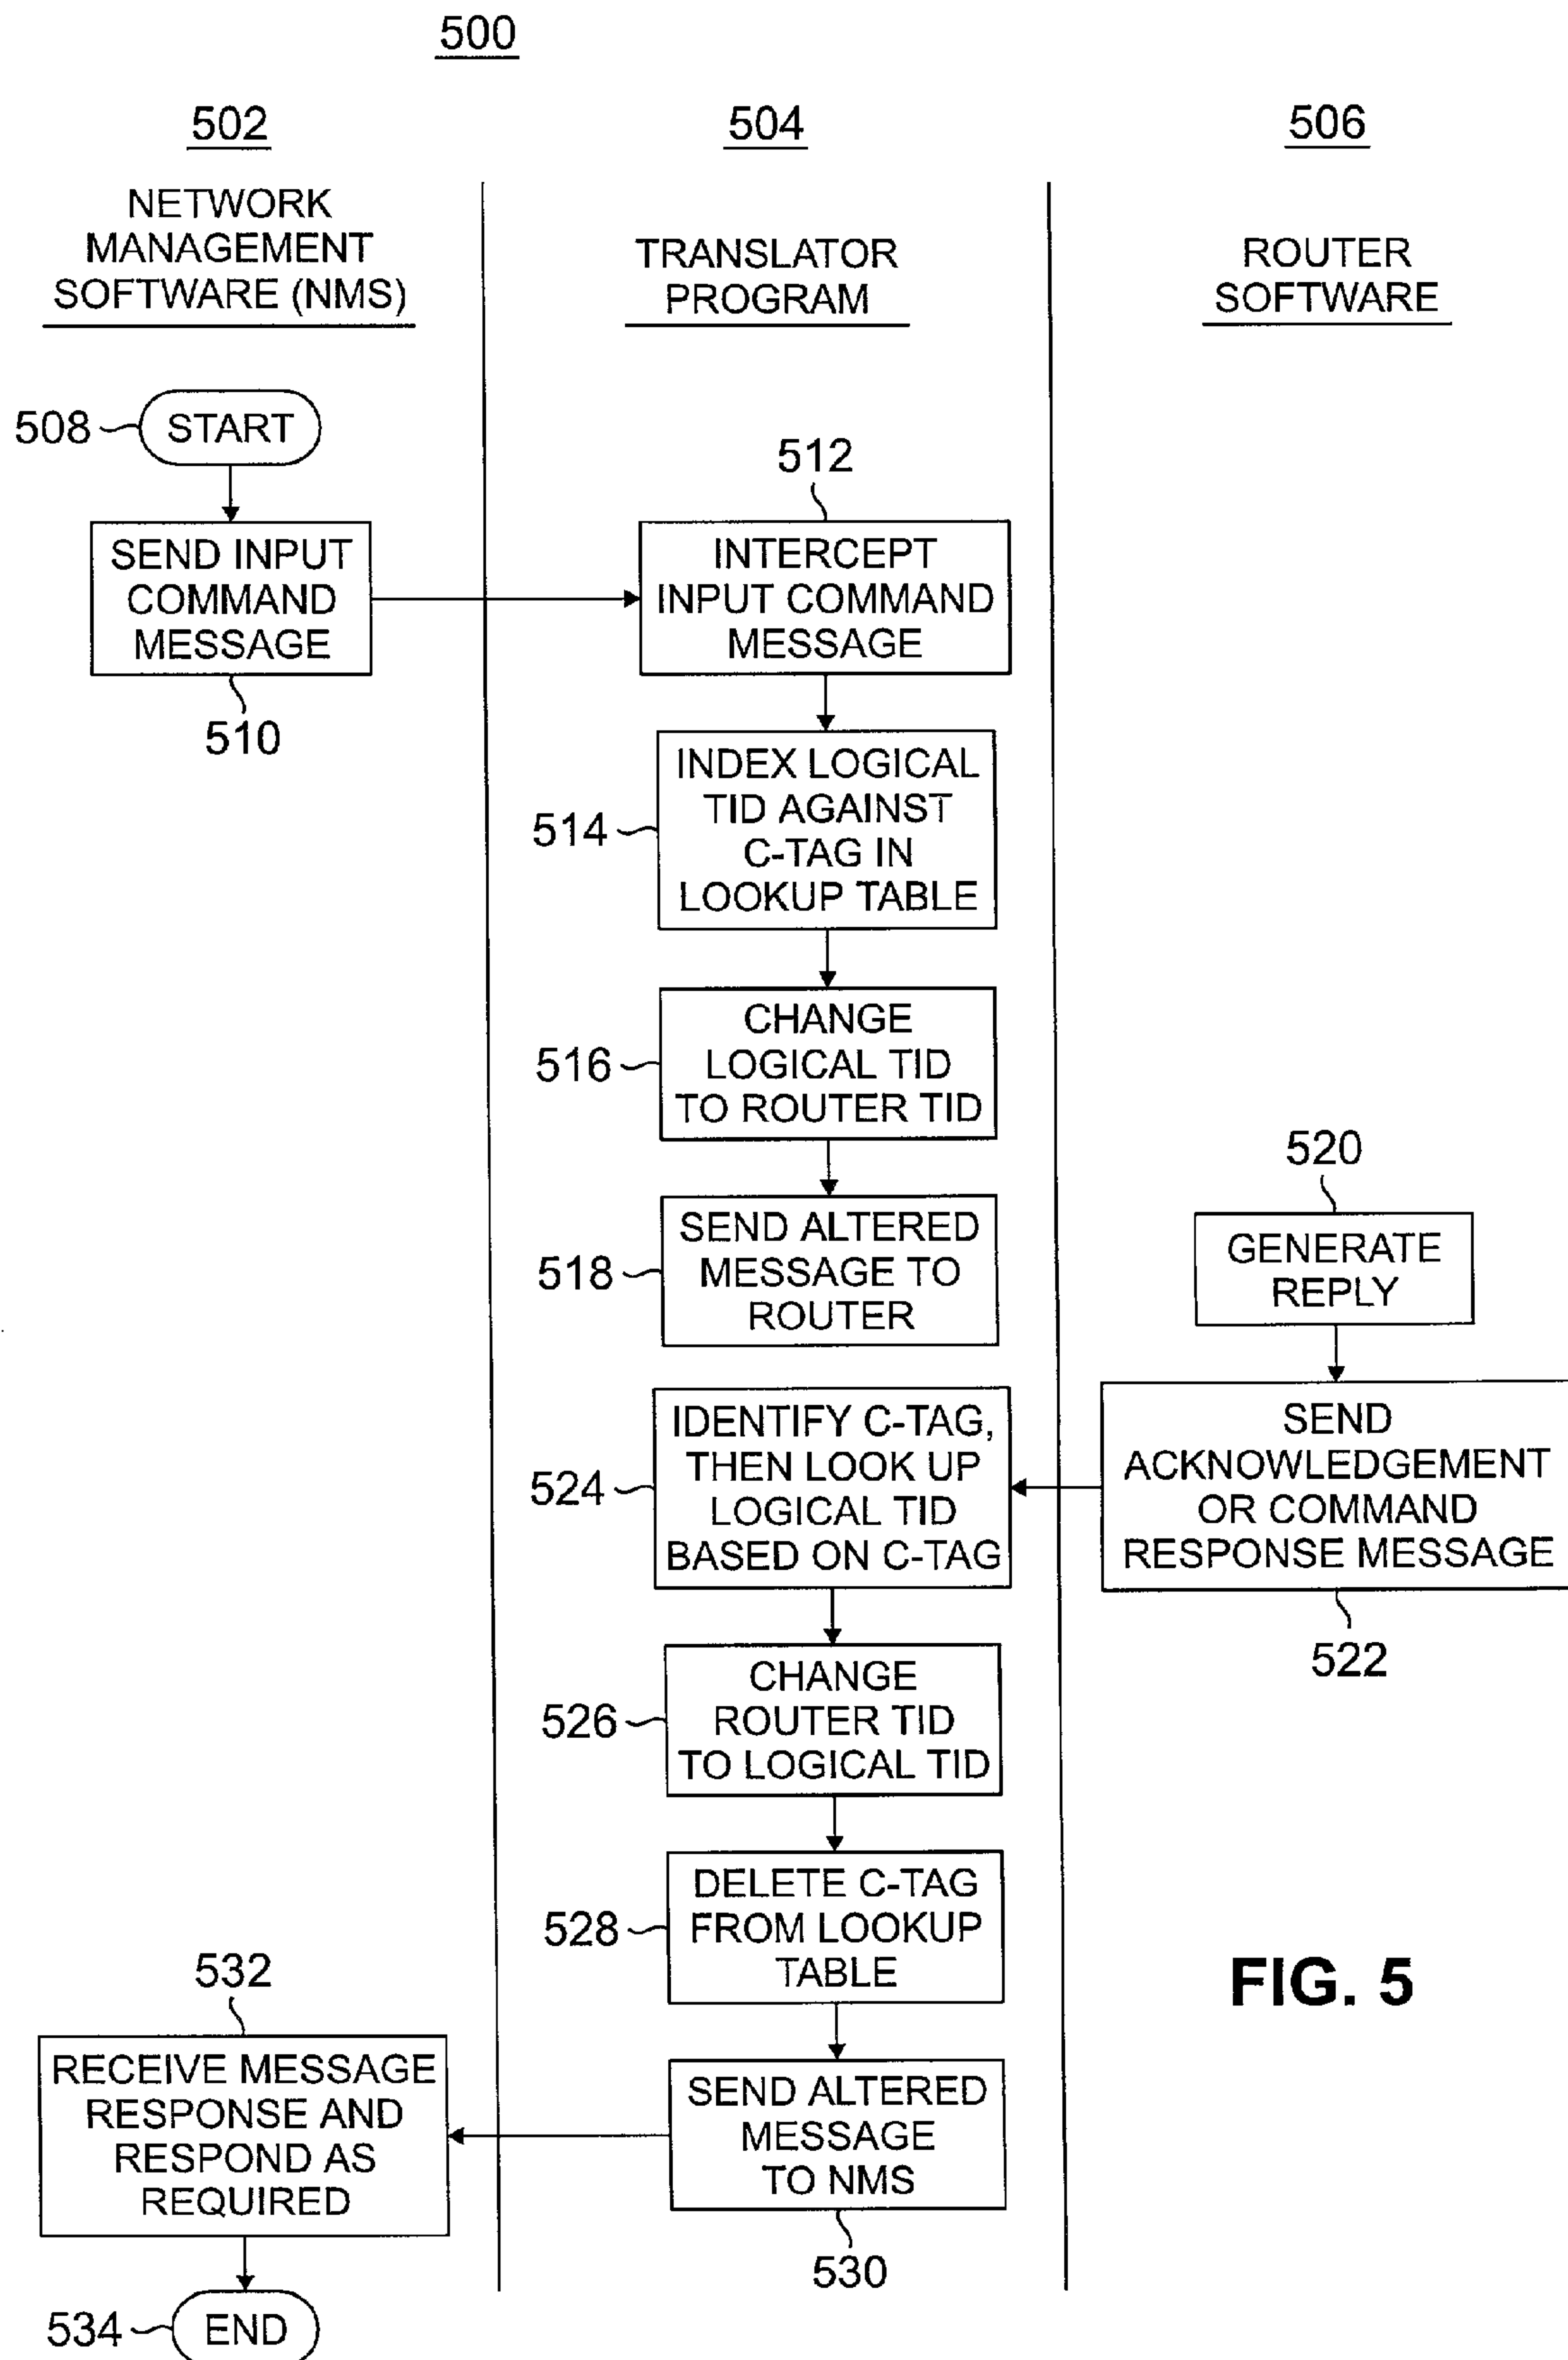 500
502
504
506
NETWORK
MANAGEMENT
SOFTWARE (NMS)
TRANSLATOR
PROGRAM
ROUTER
SOFTWARE
508
START
512
SEND INPUT
COMMAND
MESSAGE
510
INTERCEPT
INPUT COMMAND
MESSAGE
514
INDEX LOGICAL
TID AGAINST
C-TAG IN
LOOKUP TABLE
516
CHANGE
LOGICAL TID
TO ROUTER TID
518
SEND ALTERED
MESSAGE TO
ROUTER
520
GENERATE
REPLY
SEND
ACKNOWLEDGEMENT
OR COMMAND
RESPONSE MESSAGE
522
524
IDENTIFY C-TAG,
THEN LOOK UP
LOGICAL TID
BASED ON C-TAG
526
CHANGE
ROUTER TID
TO LOGICAL TID
528
DELETE C-TAG
FROM LOOKUP
TABLE
SEND ALTERED
MESSAGE
TO NMS
530
532
RECEIVE MESSAGE
RESPONSE AND
RESPOND AS
REQUIRED
534
END
FIG. 5